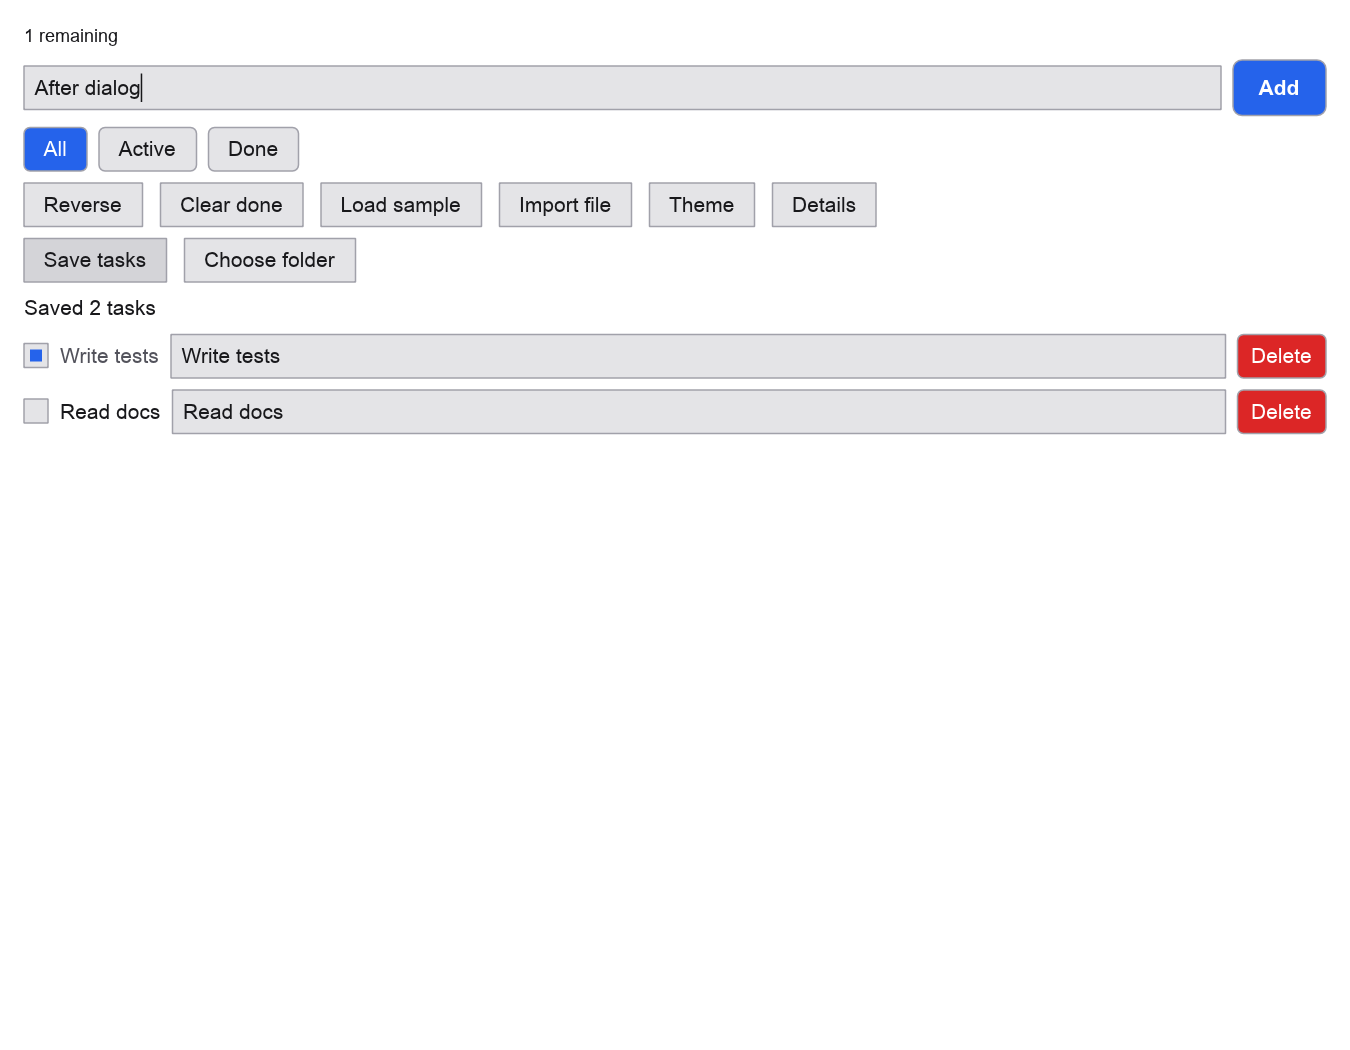 1 remaining
After dialog Add
All Active Done
Reverse Clear done Load sample Import file Theme Details
Save tasks Choose folder
Saved 2 tasks
Write tests Write tests Delete
Read docs Read docs Delete